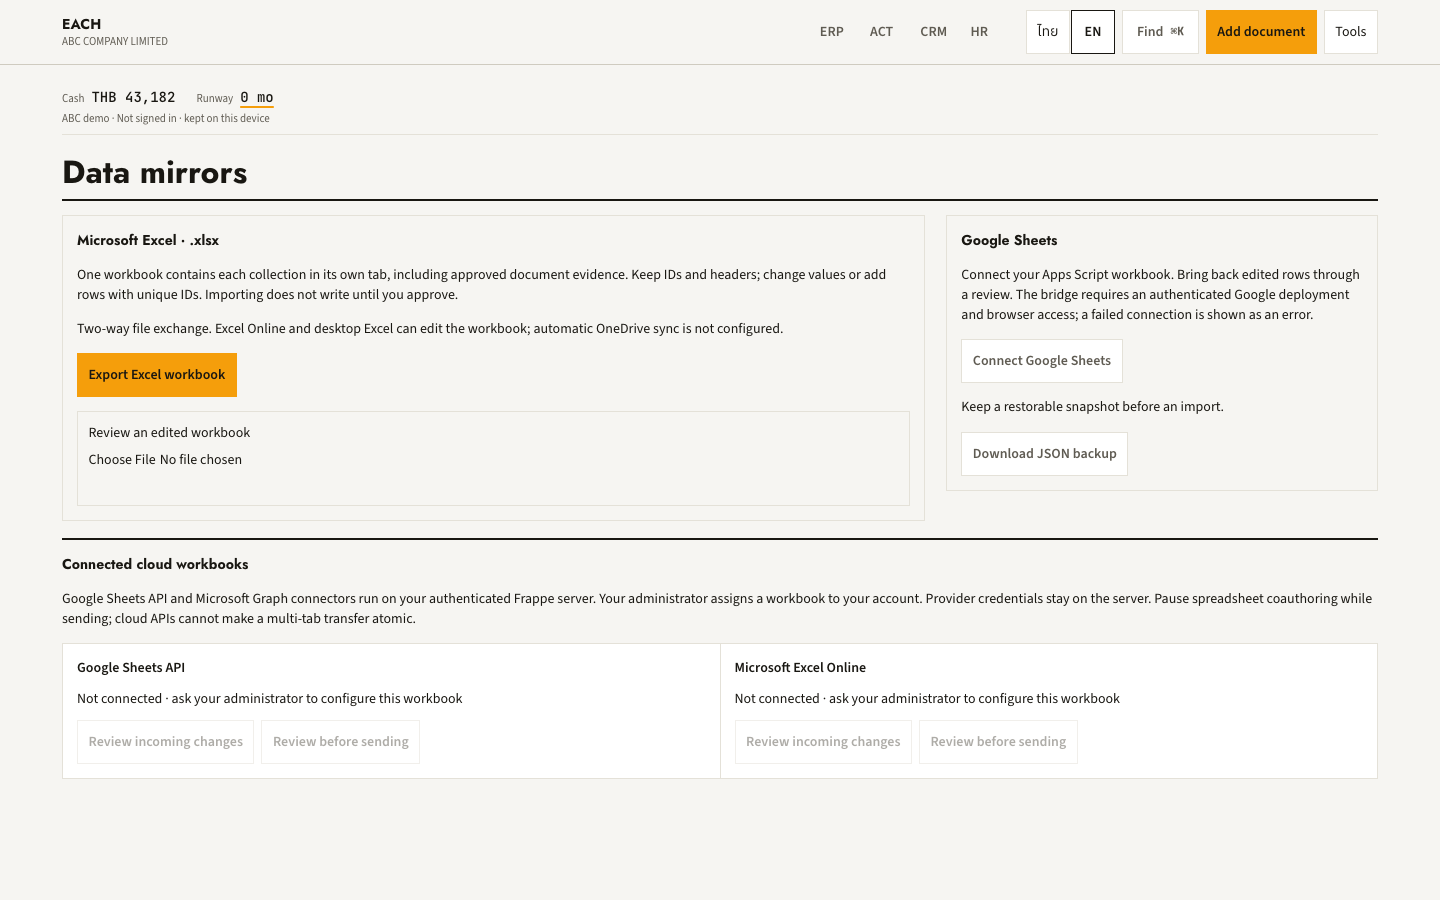 EACH
ABC COMPANY LIMITED
ERP ACT CRM HR ไทย EN Find ⌘K Add document Tools
Cash THB 43,182 Runway 0 mo
ABC demo · Not signed in · kept on this device
Data mirrors
Microsoft Excel · .xlsx
One workbook contains each collection in its own tab, including approved document evidence. Keep IDs and headers; change values or add
rows with unique IDs. Importing does not write until you approve.
Two-way file exchange. Excel Online and desktop Excel can edit the workbook; automatic OneDrive sync is not configured.
Export Excel workbook
Review an edited workbook
Choose File No file chosen
Google Sheets
Connect your Apps Script workbook. Bring back edited rows through
a review. The bridge requires an authenticated Google deployment
and browser access; a failed connection is shown as an error.
Connect Google Sheets
Keep a restorable snapshot before an import.
Download JSON backup
Connected cloud workbooks
Google Sheets API and Microsoft Graph connectors run on your authenticated Frappe server. Your administrator assigns a workbook to your account. Provider credentials stay on the server. Pause spreadsheet coauthoring while
sending; cloud APIs cannot make a multi-tab transfer atomic.
Google Sheets API
Not connected · ask your administrator to configure this workbook
Review incoming changes Review before sending
Microsoft Excel Online
Not connected · ask your administrator to configure this workbook
Review incoming changes Review before sending